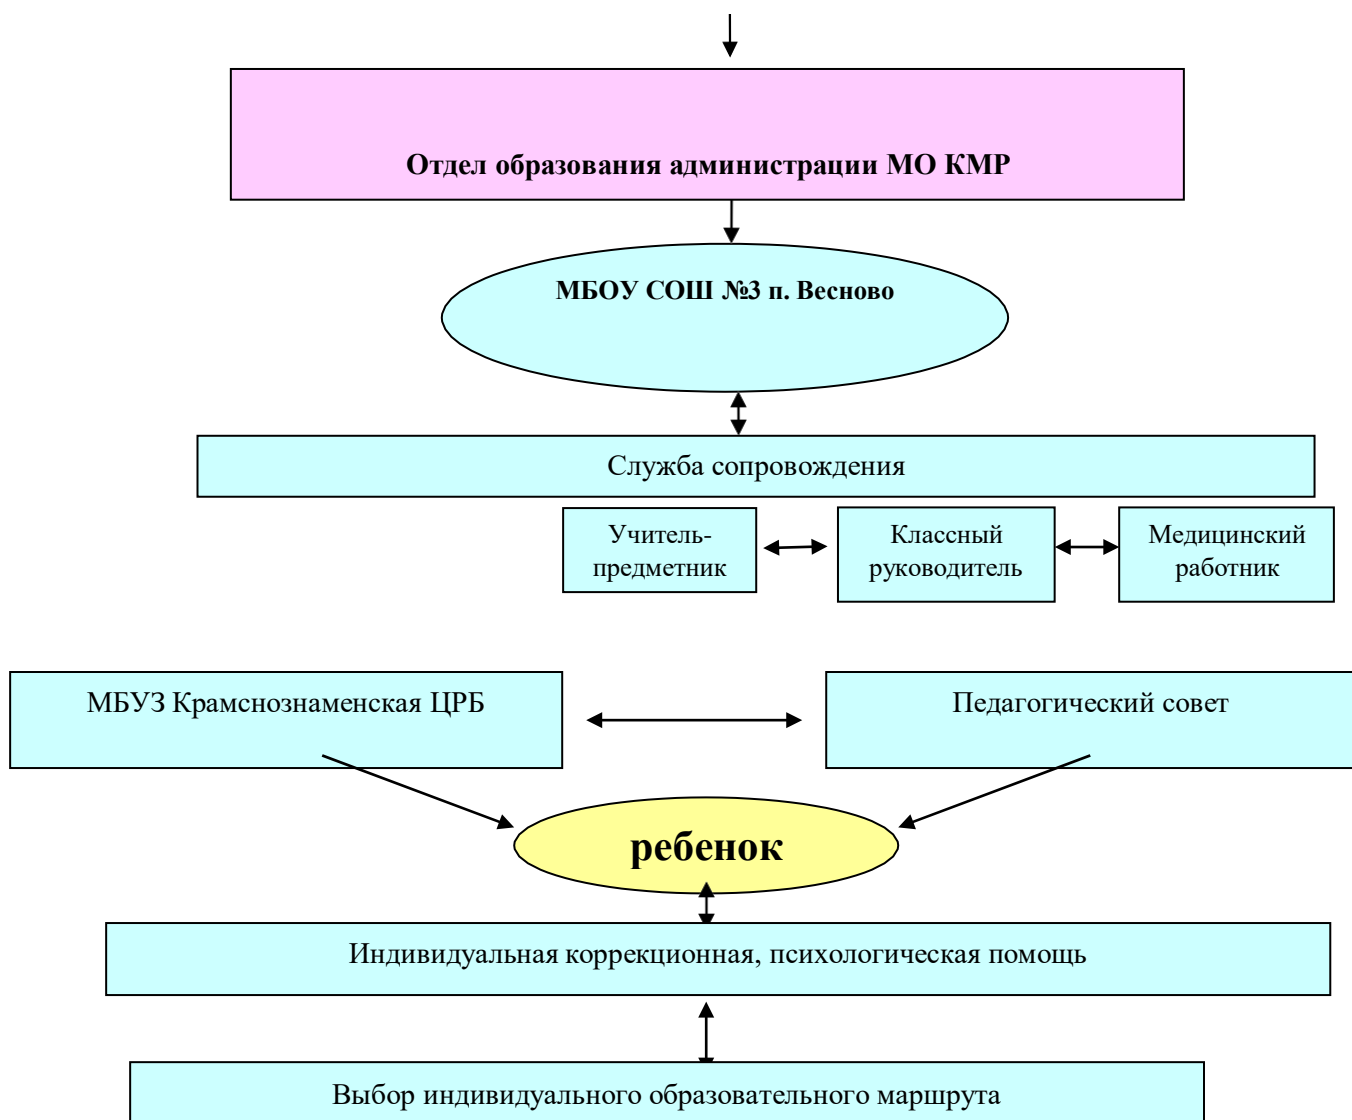 Отдел образования администрации МО КМР
МБОУ СОШ №3 п. Весново
Служба сопровождения
Учитель-
предметник
Классный
руководитель
Медицинский
работник
МБУЗ Крамснознаменская ЦРБ
Педагогический совет
ребенок
Индивидуальная коррекционная, психологическая помощь
Выбор индивидуального образовательного маршрута